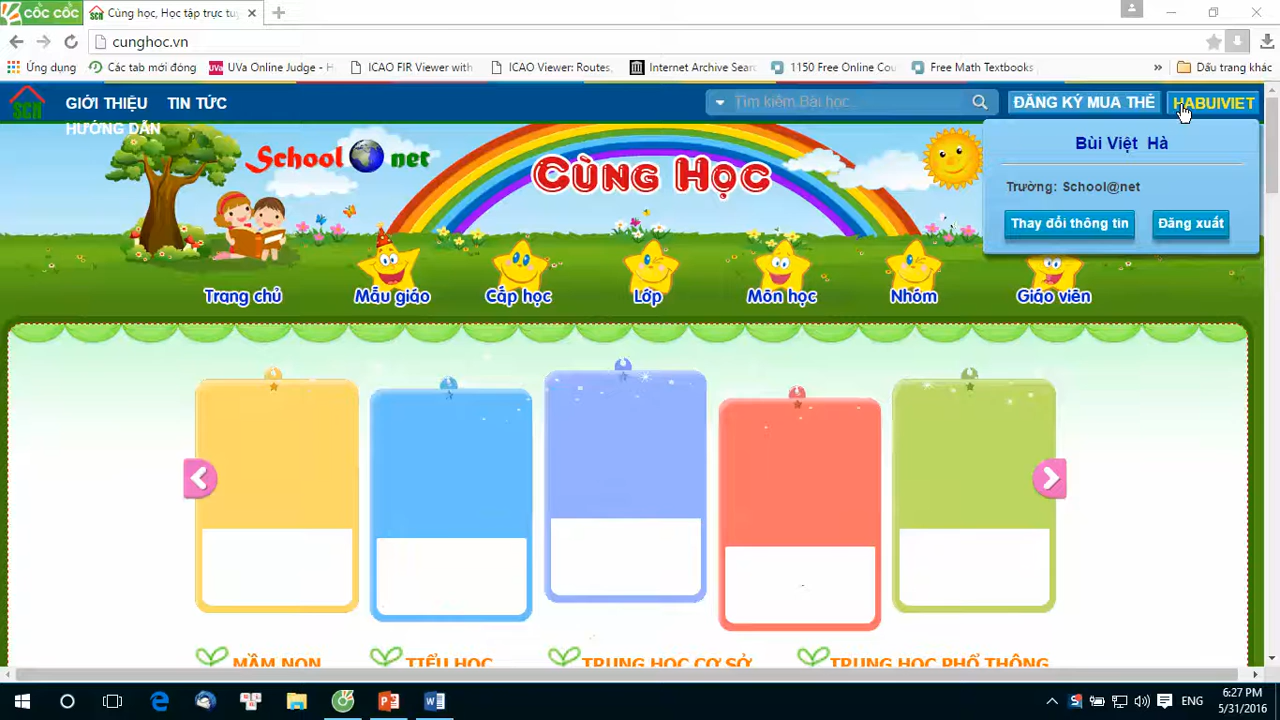 cốc cốc
Cùng học, Học tập trực tu
cunghoc.vn
Ứng dụng
Các tab mới đóng
UVa Online Judge - H
ICAO FIR Viewer with
ICAO Viewer: Routes,
Internet Archive Sear
1150 Free Online Cou
Free Math Textbooks
»
Dấu trang khác
SCN
GIỚI THIỆU
TIN TỨC
Tìm kiếm Bài học
ĐĂNG KÝ MUA THẺ
HABUIVIET
HƯỚNG DẪN
School net
Cùng Học
Bùi Việt Hà
Trường: School@net
Thay đổi thông tin
Đăng xuất
Trang chủ
Mẫu giáo
Cấp học
Lớp
Môn học
Nhóm
Giáo viên
MẦM NON
TIỂU HỌC
TRUNG HỌC CƠ SỞ
TRUNG HỌC PHỔ THÔNG
ENG
6:27 PM
5/31/2016